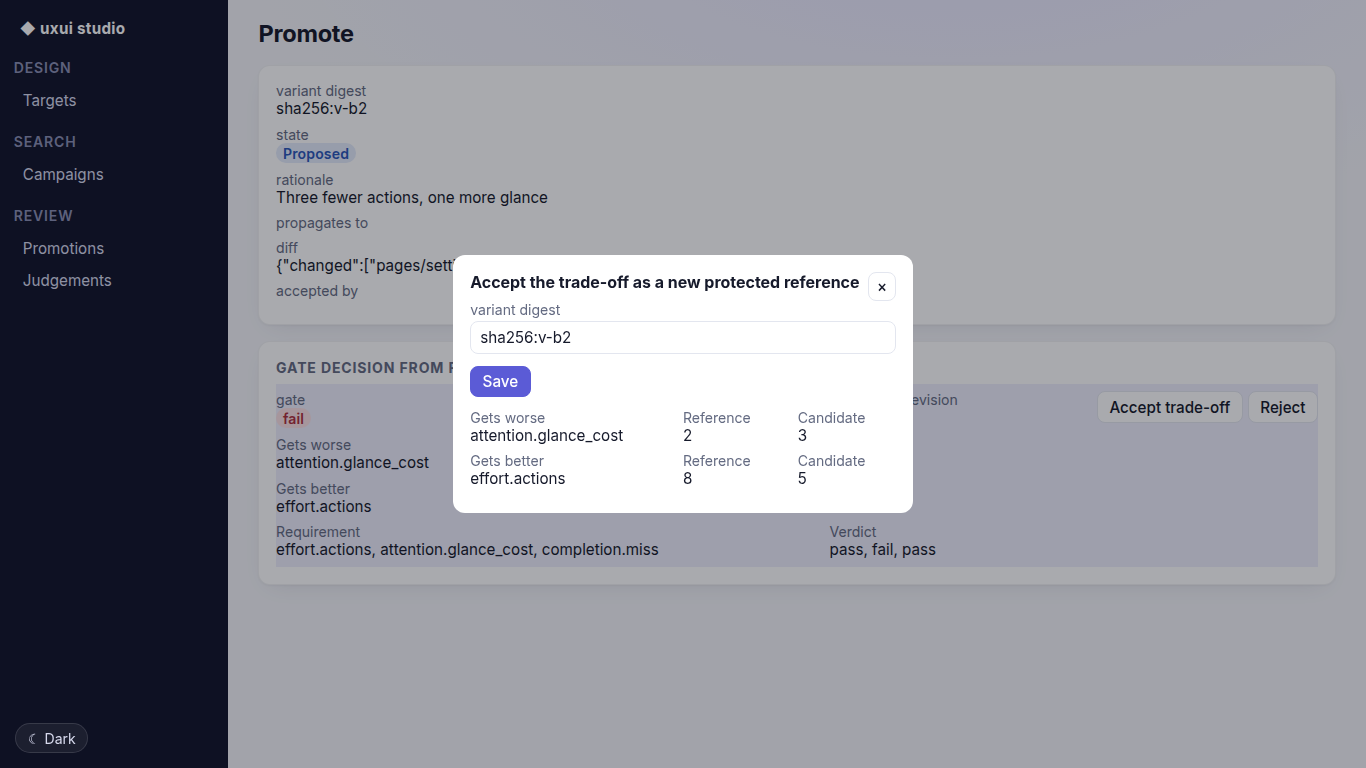 ◆ uxui studio
DESIGN
Targets
SEARCH
Campaigns
REVIEW
Promotions
Judgements
☾ Dark
Promote
variant digest
sha256:v-b2
state
Proposed
rationale
Three fewer actions, one more glance
propagates to
diff
{"changed":["pages/sett
accepted by
GATE DECISION FROM
gate
evision
fail
Accept trade-off
Reject
Gets worse
attention.glance_cost
Gets better
effort.actions
Requirement
Verdict
effort.actions, attention.glance_cost, completion.miss
pass, fail, pass
Accept the trade-off as a new protected reference
×
variant digest
sha256:v-b2
Save
Gets worse Reference Candidate
attention.glance_cost 2 3
Gets better Reference Candidate
effort.actions 8 5